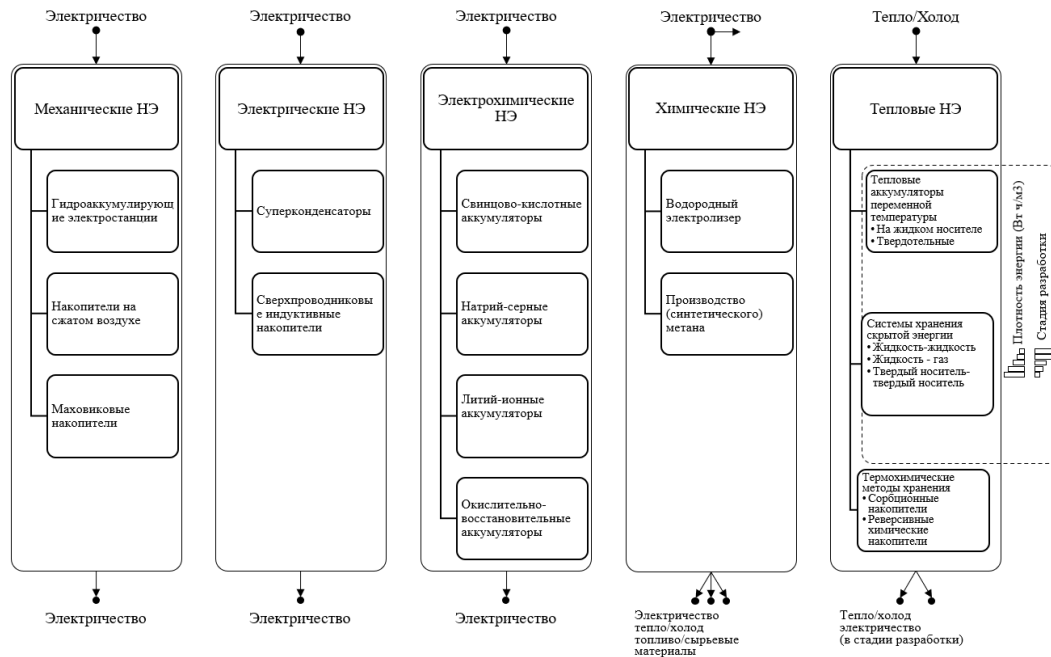 Электричество
Механические НЭ
Гидроаккумулирующ
ие электростанции
Накопители на
сжатом воздухе
Маховиковые
накопители
Электричество
Электричество
Электрические НЭ
Суперконденсаторы
Сверхпроводниковы
е индуктивные
накопители
Электричество
Электричество
Электрохимические
НЭ
Свинцово-кислотные
аккумуляторы
Натрий-серные
аккумуляторы
Литий-ионные
аккумуляторы
Окислительно-
восстановительные
аккумуляторы
Электричество
Электричество
Химические НЭ
Водородный
электролизер
Производство
(синтетического)
метана
Электричество
тепло/холод
топливо/сырьевые
материалы
Тепло/Холод
Тепловые НЭ
Тепловые
аккумуляторы
переменной
температуры
• На жидком носителе
• Твердотельные
Системы хранения
скрытой энергии
• Жидкость-жидкость
• Жидкость - газ
• Твердый носитель-
твердый носитель
Термохимические
методы хранения
• Сорбционные
накопители
• Реверсивные
химические
накопители
Тепло/холод
электричество
(в стадии разработки)
Плотность энергии (Вт ч/м3)
Стадия разработки